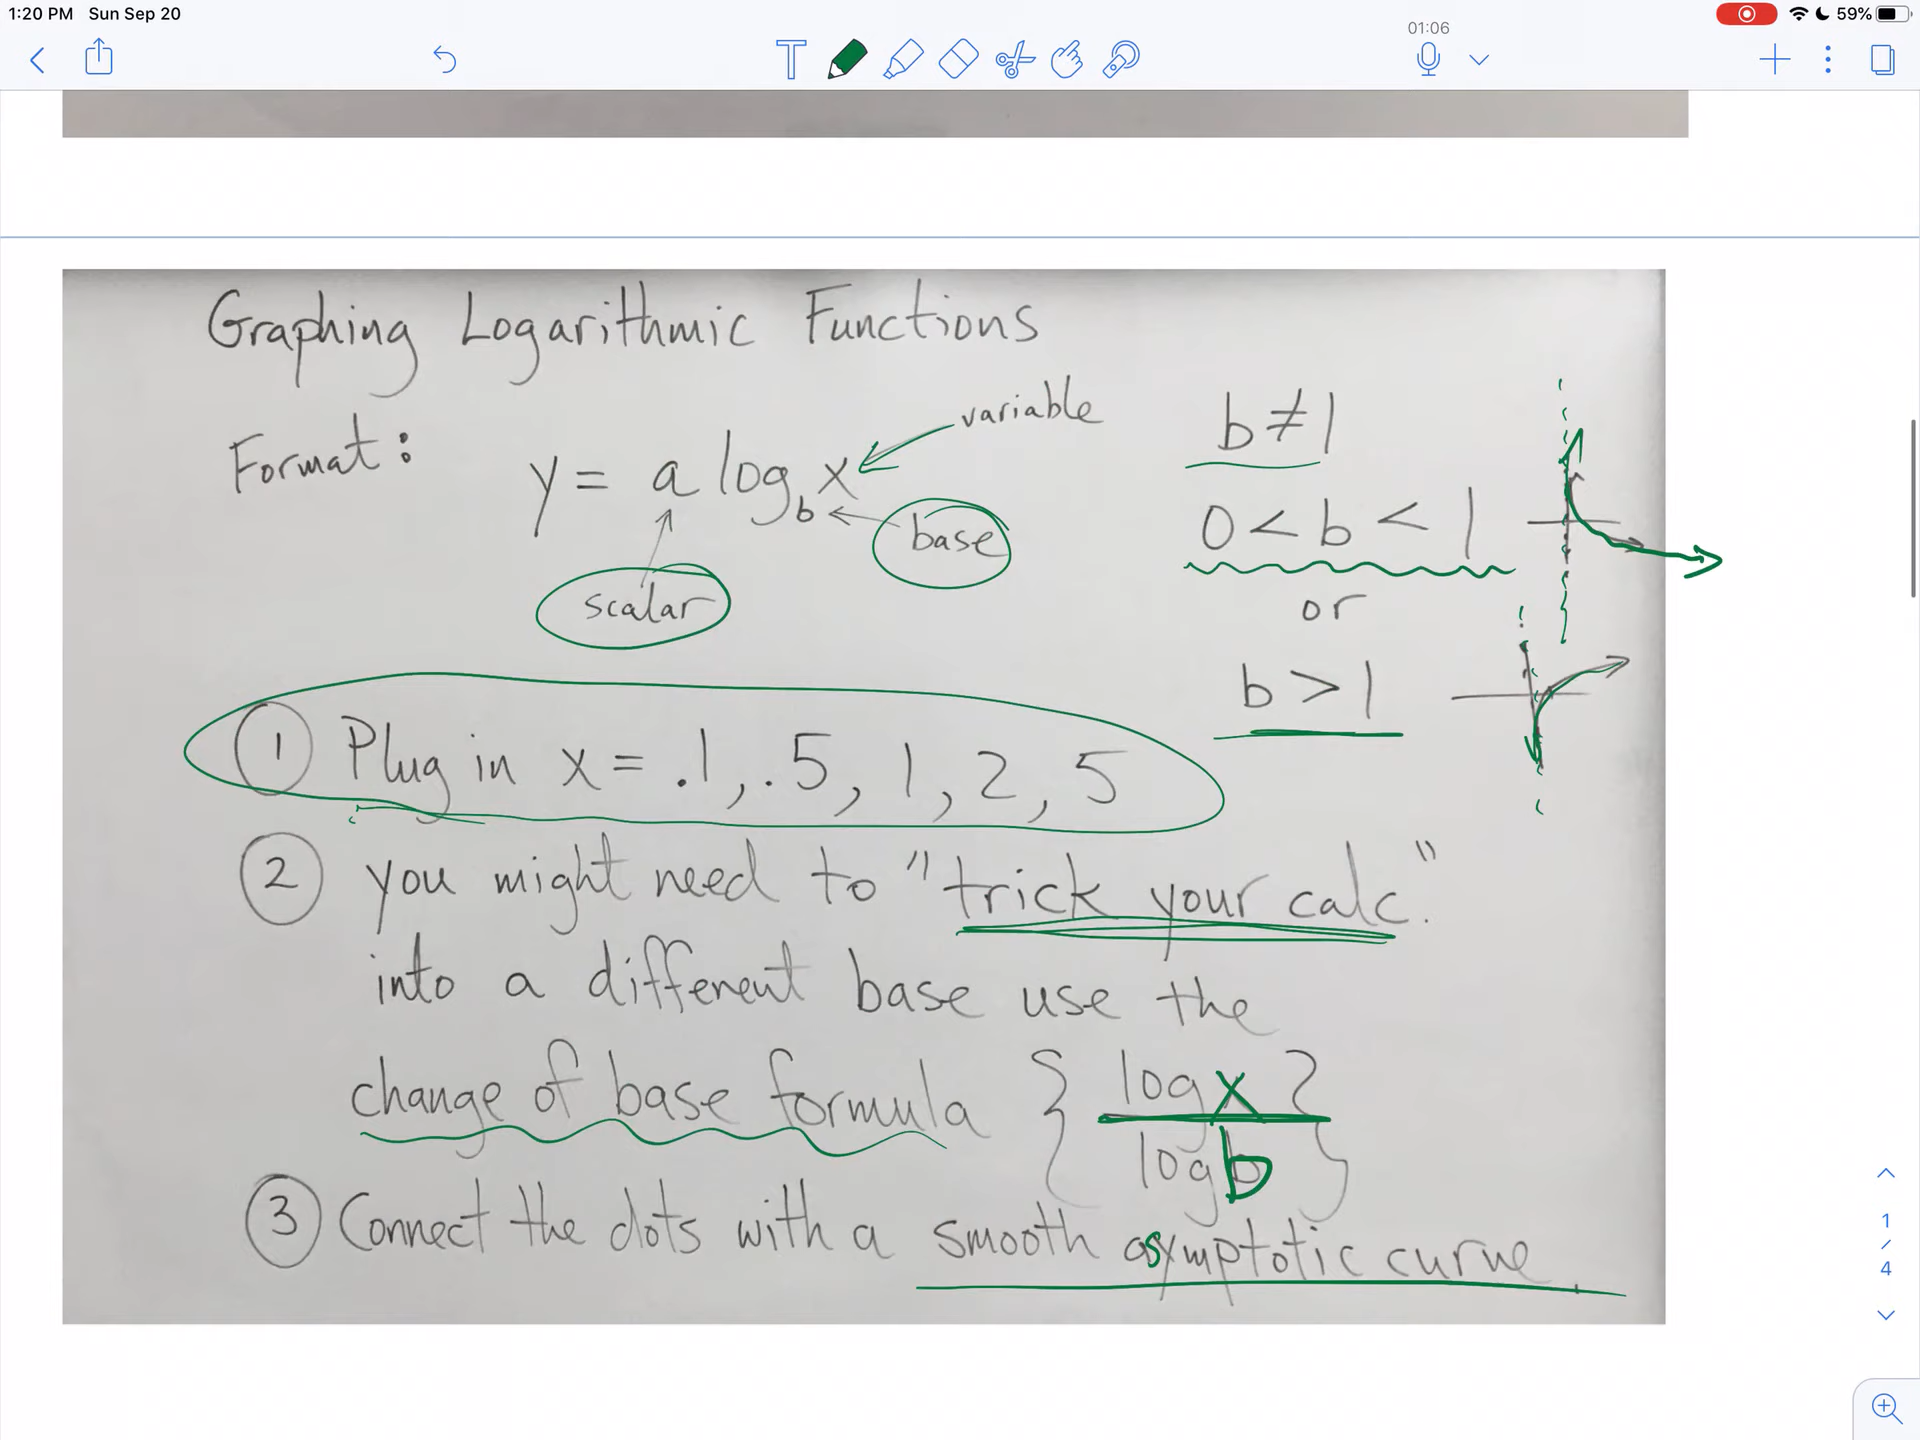 1:20 PM Sun Sep 20
59%
01:06
Graphing Logarithmic Functions
Format:
y = a log_b x
variable
base
scalar
b ≠ 1
0 < b < 1
or
b > 1
① Plug in x = .1, .5, 1, 2, 5
② you might need to "trick your calc."
into a different base use the
change of base formula { log x / log b }
③ Connect the dots with a smooth asymptotic curve.
1
/
4